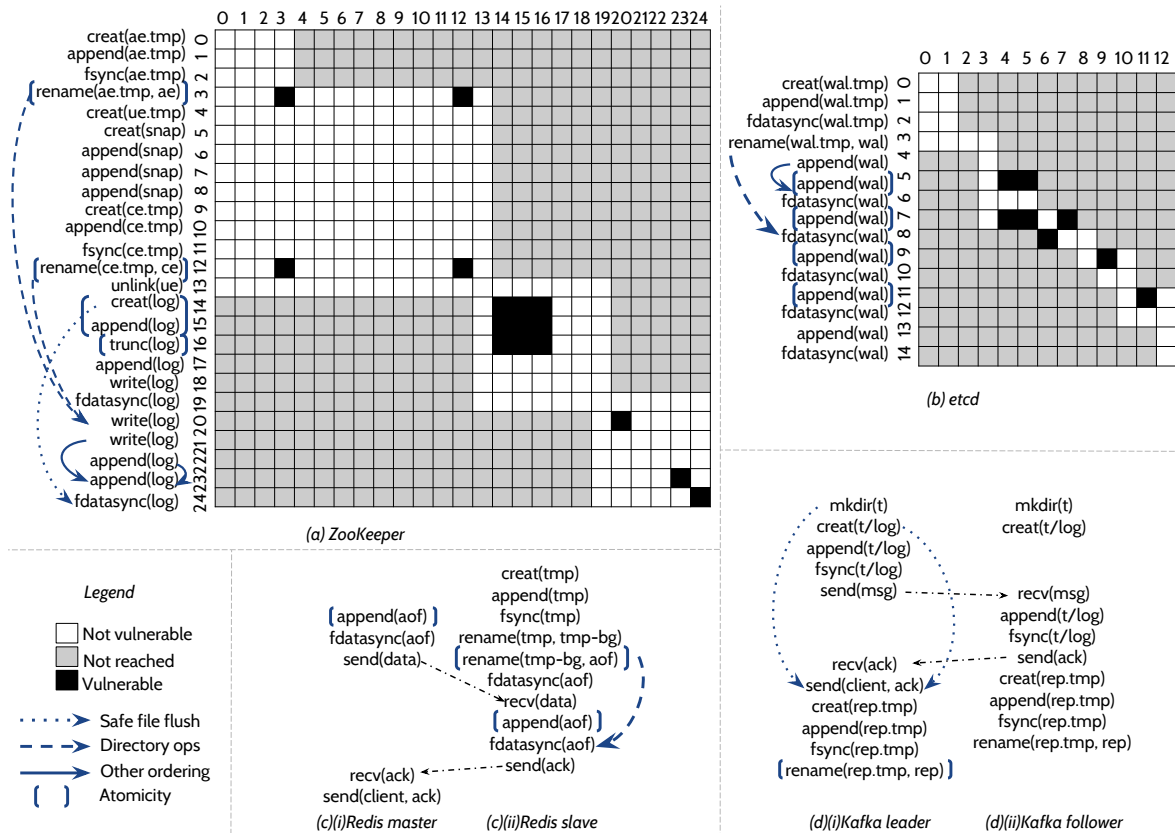 0 1 2 3 4 5 6 7 8 9 10 11 12 13 14 15 16 17 18 19 20 21 22 23 24
creat(ae.tmp) 0
append(ae.tmp) 1
fsync(ae.tmp) 2
rename(ae.tmp, ae) 3
creat(ue.tmp) 4
creat(snap) 5
append(snap) 6
append(snap) 7
append(snap) 8
creat(ce.tmp) 9
append(ce.tmp) 10
fsync(ce.tmp) 11
rename(ce.tmp, ce) 12
unlink(ue) 13
creat(log) 14
append(log) 15
trunc(log) 16
append(log) 17
write(log) 18
fdatasync(log) 19
write(log) 20
write(log) 21
append(log) 22
append(log) 23
fdatasync(log) 24
(a) ZooKeeper
0 1 2 3 4 5 6 7 8 9 10 11 12
creat(wal.tmp) 0
append(wal.tmp) 1
fdatasync(wal.tmp) 2
rename(wal.tmp, wal) 3
append(wal) 4
append(wal) 5
fdatasync(wal) 6
append(wal) 7
fdatasync(wal) 8
append(wal) 9
fdatasync(wal) 10
append(wal) 11
fdatasync(wal) 12
append(wal) 13
fdatasync(wal) 14
(b) etcd
Legend
Not vulnerable
Not reached
Vulnerable
Safe file flush
Directory ops
Other ordering
Atomicity
append(aof)
fdatasync(aof)
send(data)
recv(ack)
send(client, ack)
(c)(i)Redis master
creat(tmp)
append(tmp)
fsync(tmp)
rename(tmp, tmp-bg)
rename(tmp-bg, aof)
fdatasync(aof)
recv(data)
append(aof)
fdatasync(aof)
send(ack)
(c)(ii)Redis slave
mkdir(t)
creat(t/log)
append(t/log)
fsync(t/log)
send(msg)
recv(ack)
send(client, ack)
creat(rep.tmp)
append(rep.tmp)
fsync(rep.tmp)
rename(rep.tmp, rep)
(d)(i)Kafka leader
mkdir(t)
creat(t/log)
recv(msg)
append(t/log)
fsync(t/log)
send(ack)
creat(rep.tmp)
append(rep.tmp)
fsync(rep.tmp)
rename(rep.tmp, rep)
(d)(ii)Kafka follower